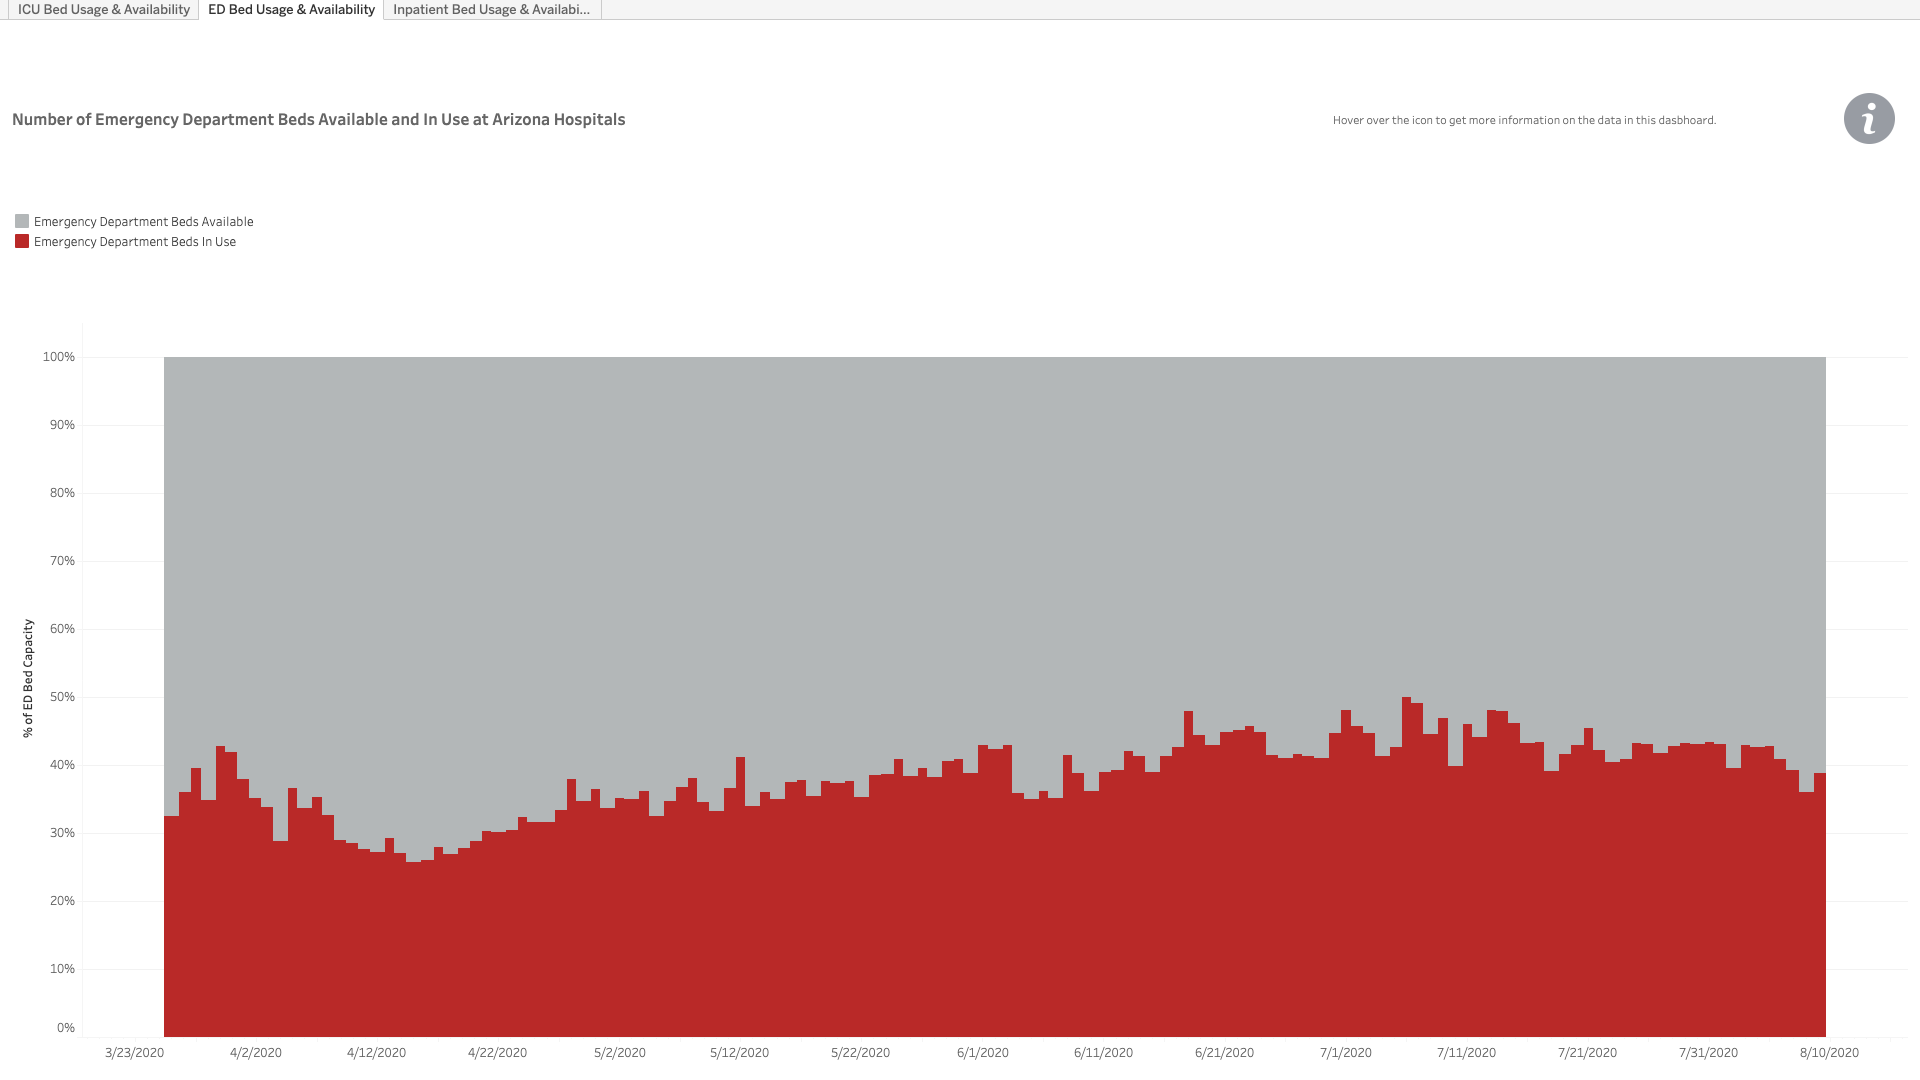 ICU Bed Usage & Availability
ED Bed Usage & Availability
Inpatient Bed Usage & Availabi...
Number of Emergency Department Beds Available and In Use at Arizona Hospitals
Hover over the icon to get more information on the data in this dasbhoard.
i
Emergency Department Beds Available
Emergency Department Beds In Use
% of ED Bed Capacity
100%
90%
80%
70%
60%
50%
40%
30%
20%
10%
0%
3/23/2020
4/2/2020
4/12/2020
4/22/2020
5/2/2020
5/12/2020
5/22/2020
6/1/2020
6/11/2020
6/21/2020
7/1/2020
7/11/2020
7/21/2020
7/31/2020
8/10/2020